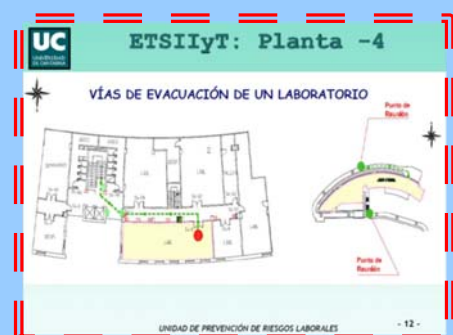 UC
UNIVERSIDAD
DE CANTABRIA
ETSIIyT: Planta -4
VÍAS DE EVACUACIÓN DE UN LABORATORIO
Punto de
Reunión
Punto de
Reunión
UNIDAD DE PREVENCIÓN DE RIESGOS LABORALES
- 12 -